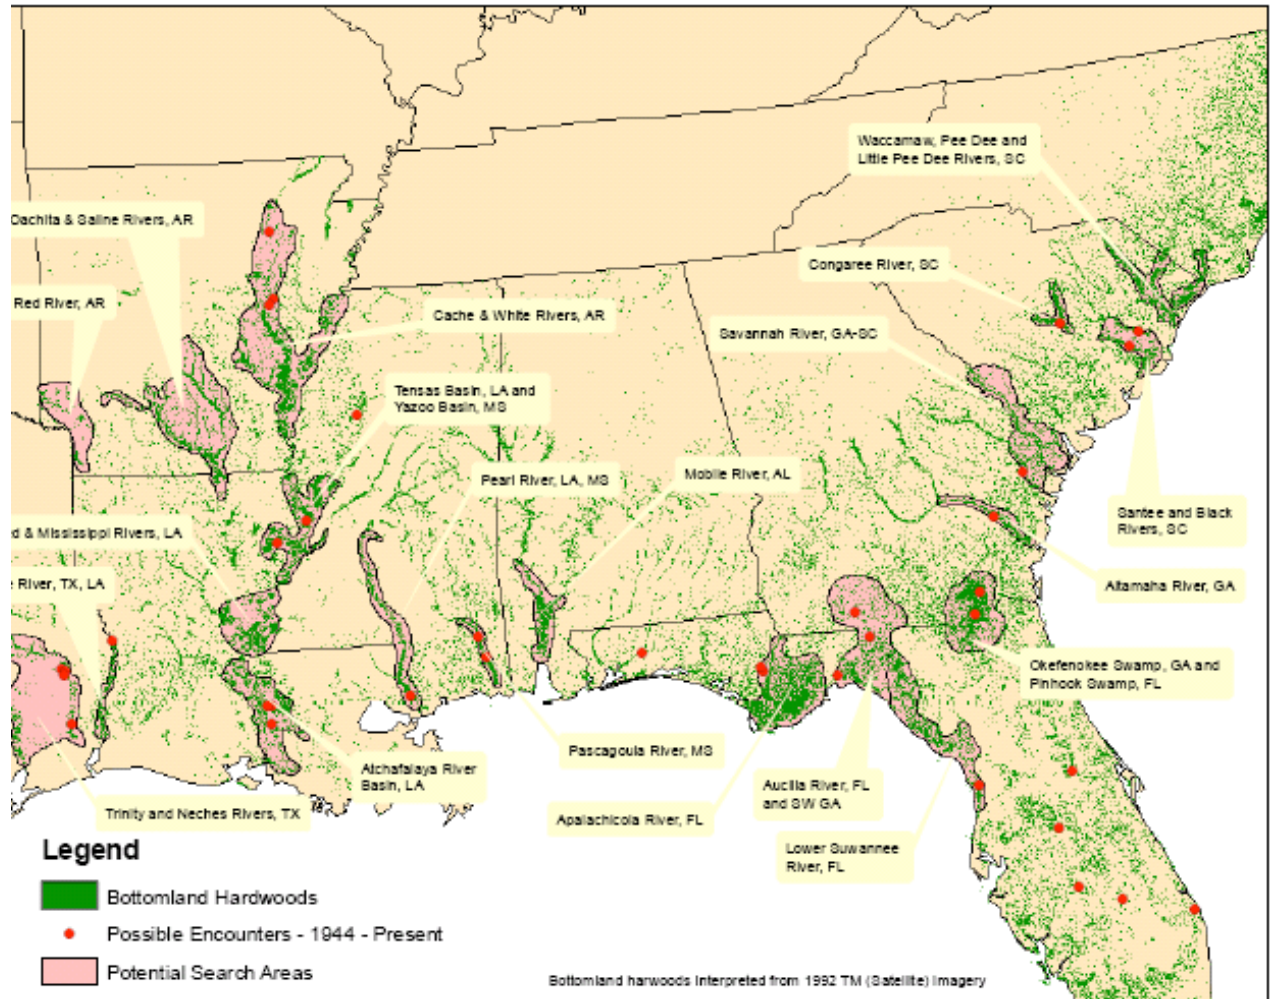 Waccamaw, Pee Dee and
Little Pee Dee Rivers, SC
Dachita & Saline Rivers, AR
Congaree River, SC
Red River, AR
Cache & White Rivers, AR
Savannah River, GA-SC
Tensas Basin, LA and
Yazoo Basin, MS
Pearl River, LA, MS
Mobile River, AL
Santee and Black
Rivers, SC
d & Mississippi Rivers, LA
e River, TX, LA
Altamaha River, GA
Okefenokee Swamp, GA and
Pinhook Swamp, FL
Pascagoula River, MS
Atchafalaya River
Basin, LA
Aucilla River, FL
and SW GA
Trinity and Neches Rivers, TX
Apalachicola River, FL
Lower Suwannee
River, FL
Legend
Bottomland Hardwoods
Possible Encounters - 1944 - Present
Potential Search Areas
Bottomland harwoods interpreted from 1992 TM (Satellite) Imagery